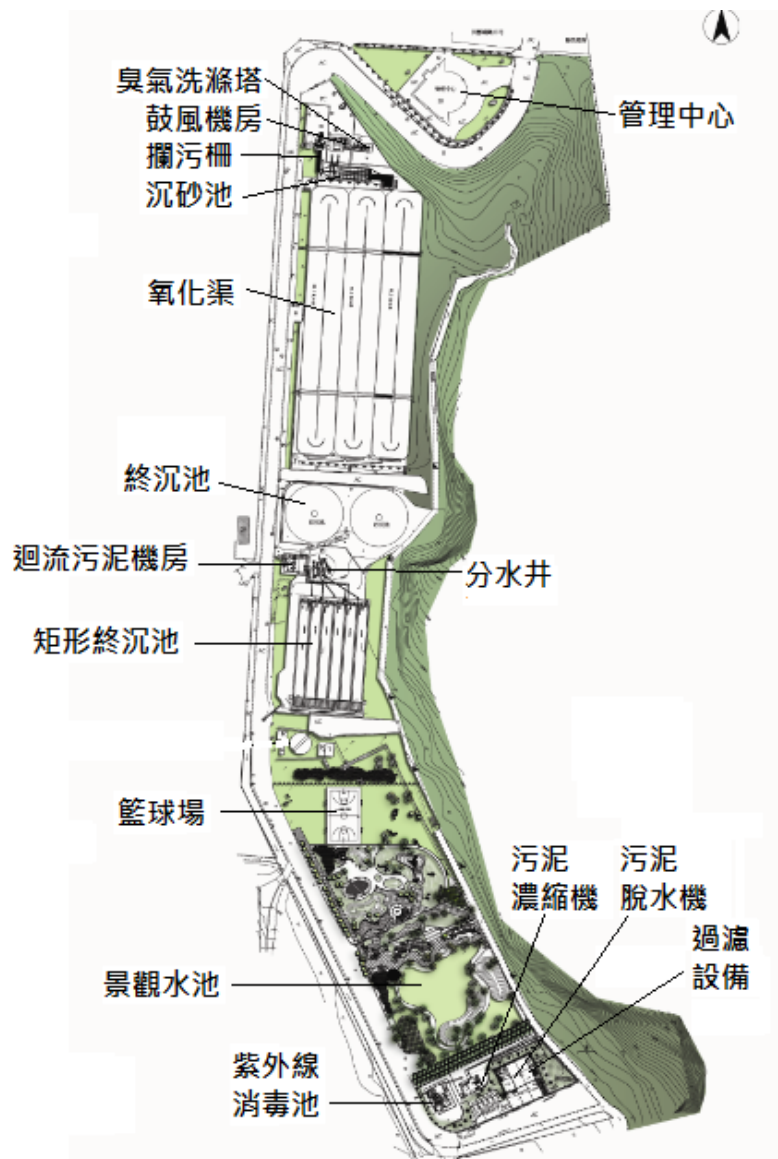 臭氣洗滌塔
鼓風機房
攔污柵
沉砂池
管理中心
氧化渠
終沉池
迴流污泥機房
分水井
矩形終沉池
籃球場
污泥
濃縮機
污泥
脫水機
過濾
設備
景觀水池
紫外線
消毒池